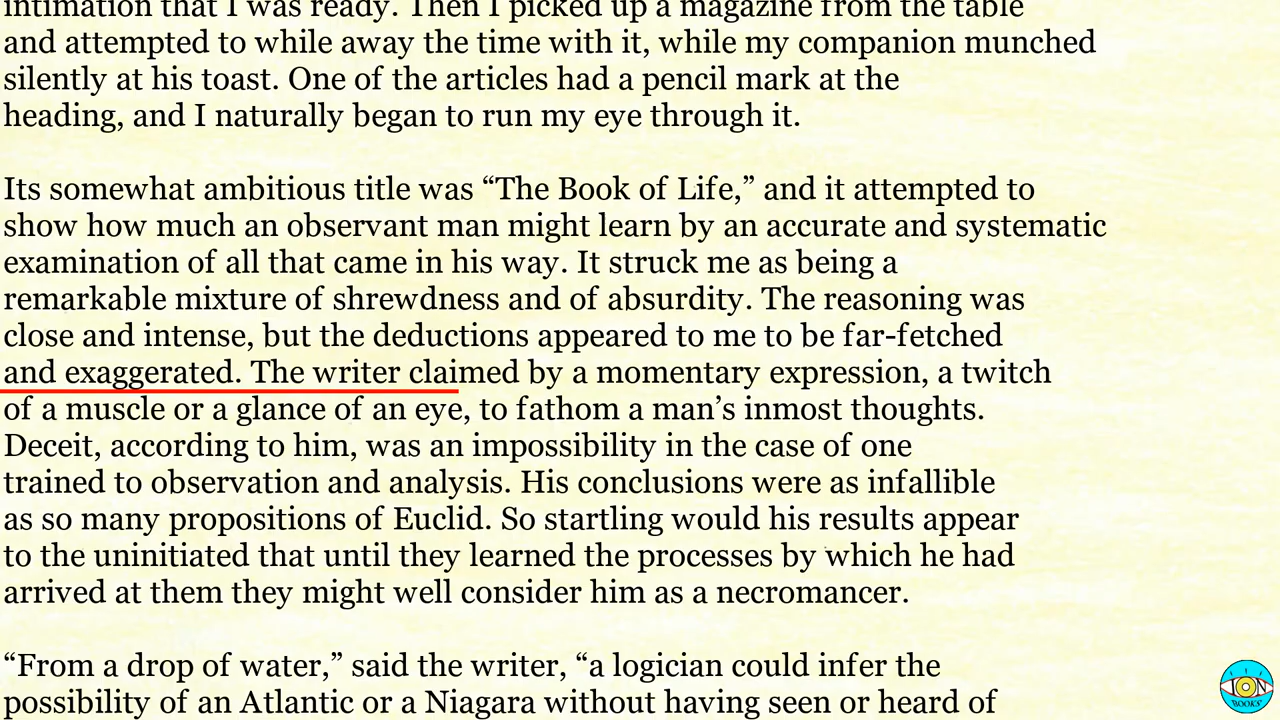 intimation that I was ready. Then I picked up a magazine from the table
and attempted to while away the time with it, while my companion munched
silently at his toast. One of the articles had a pencil mark at the
heading, and I naturally began to run my eye through it.
Its somewhat ambitious title was “The Book of Life,” and it attempted to
show how much an observant man might learn by an accurate and systematic
examination of all that came in his way. It struck me as being a
remarkable mixture of shrewdness and of absurdity. The reasoning was
close and intense, but the deductions appeared to me to be far-fetched
and exaggerated. The writer claimed by a momentary expression, a twitch
of a muscle or a glance of an eye, to fathom a man’s inmost thoughts.
Deceit, according to him, was an impossibility in the case of one
trained to observation and analysis. His conclusions were as infallible
as so many propositions of Euclid. So startling would his results appear
to the uninitiated that until they learned the processes by which he had
arrived at them they might well consider him as a necromancer.
“From a drop of water,” said the writer, “a logician could infer the
possibility of an Atlantic or a Niagara without having seen or heard of
ION
BOOKS